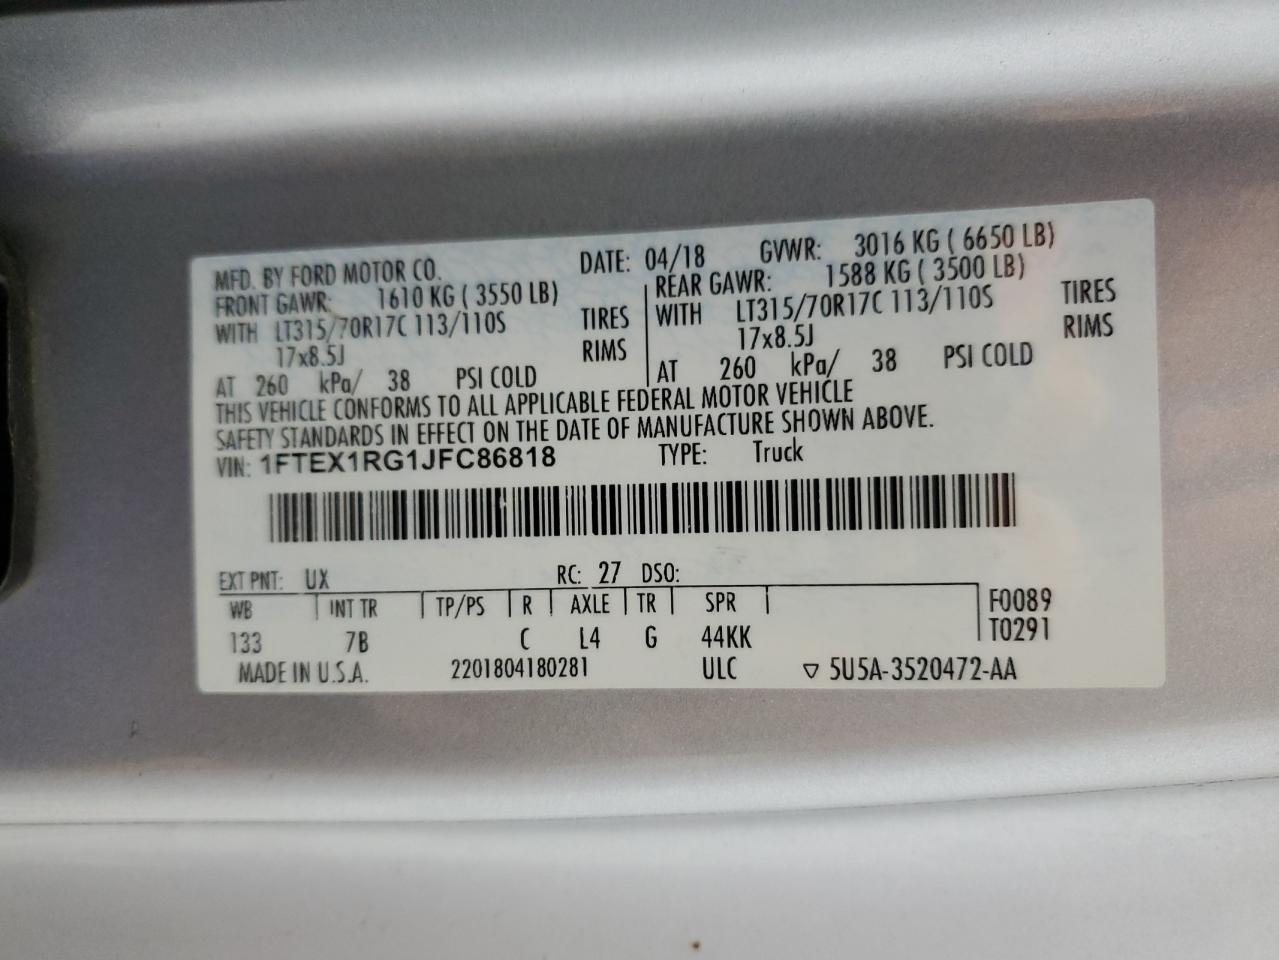 MFD. BY FORD MOTOR CO. DATE: 04/18 GVWR: 3016 KG ( 6650 LB)
FRONT GAWR: 1610 KG ( 3550 LB) REAR GAWR: 1588 KG ( 3500 LB)
WITH LT315/70R17C 113/110S TIRES WITH LT315/70R17C 113/110S TIRES
17x8.5J RIMS 17x8.5J RIMS
AT 260 kPa/ 38 PSI COLD AT 260 kPa/ 38 PSI COLD
THIS VEHICLE CONFORMS TO ALL APPLICABLE FEDERAL MOTOR VEHICLE
SAFETY STANDARDS IN EFFECT ON THE DATE OF MANUFACTURE SHOWN ABOVE.
VIN: 1FTEX1RG1JFC86818 TYPE: Truck
EXT PNT: UX RC: 27 DSO:
WB INT TR TP/PS R AXLE TR SPR F0089
133 7B C L4 G 44KK T0291
MADE IN U.S.A. 2201804180281 ULC ▽ 5U5A-3520472-AA